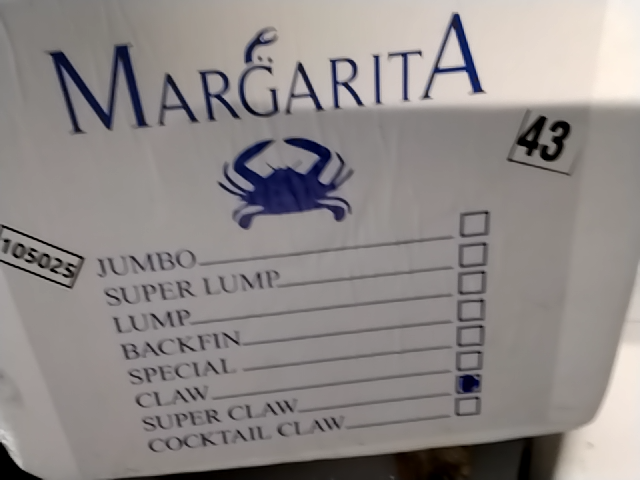 MARGARITA
43
105025
JUMBO
SUPER LUMP
LUMP
BACKFIN
SPECIAL
CLAW
SUPER CLAW
COCKTAIL CLAW